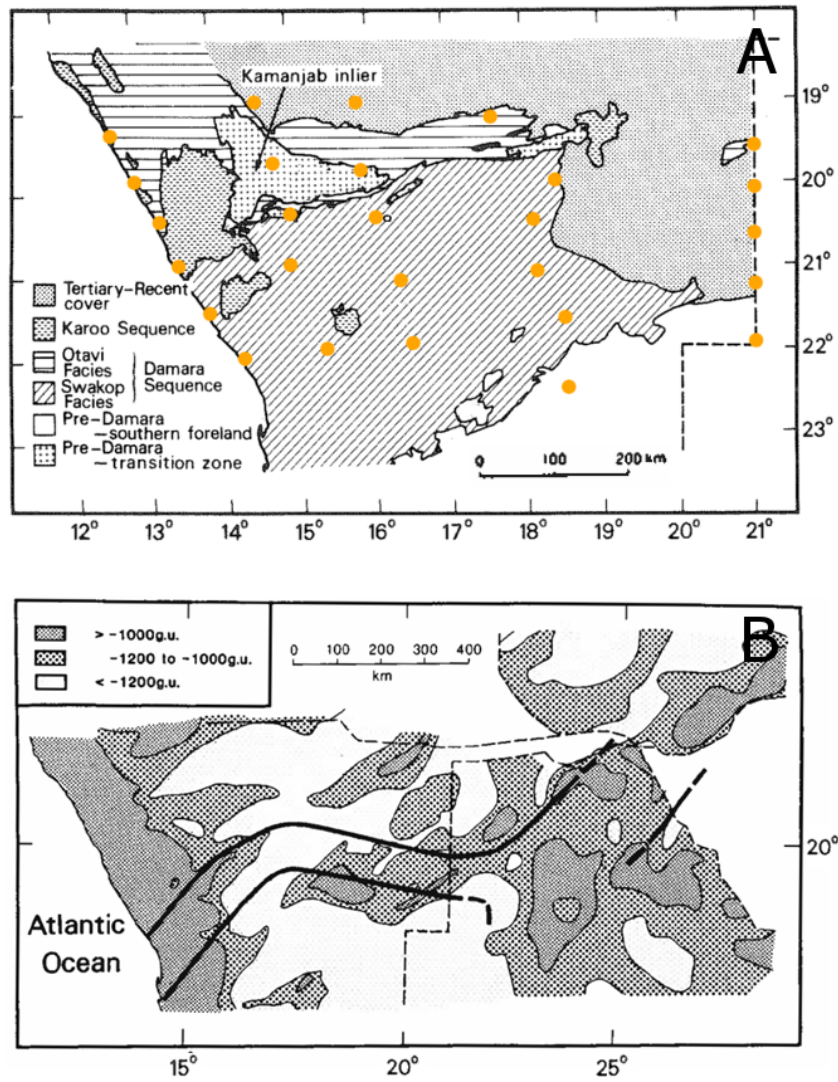 A
Kamanjab inlier
19°
20°
21°
22°
23°
Tertiary-Recent
cover
Karoo Sequence
Otavi
Facies
Damara
Sequence
Swakop
Facies
Pre-Damara
-southern foreland
Pre-Damara
-transition zone
0 100 200 km
12° 13° 14° 15° 16° 17° 18° 19° 20° 21°
B
> -1000g.u.
-1200 to -1000g.u.
< -1200g.u.
0 100 200 300 400
km
20°
Atlantic
Ocean
15° 20° 25°